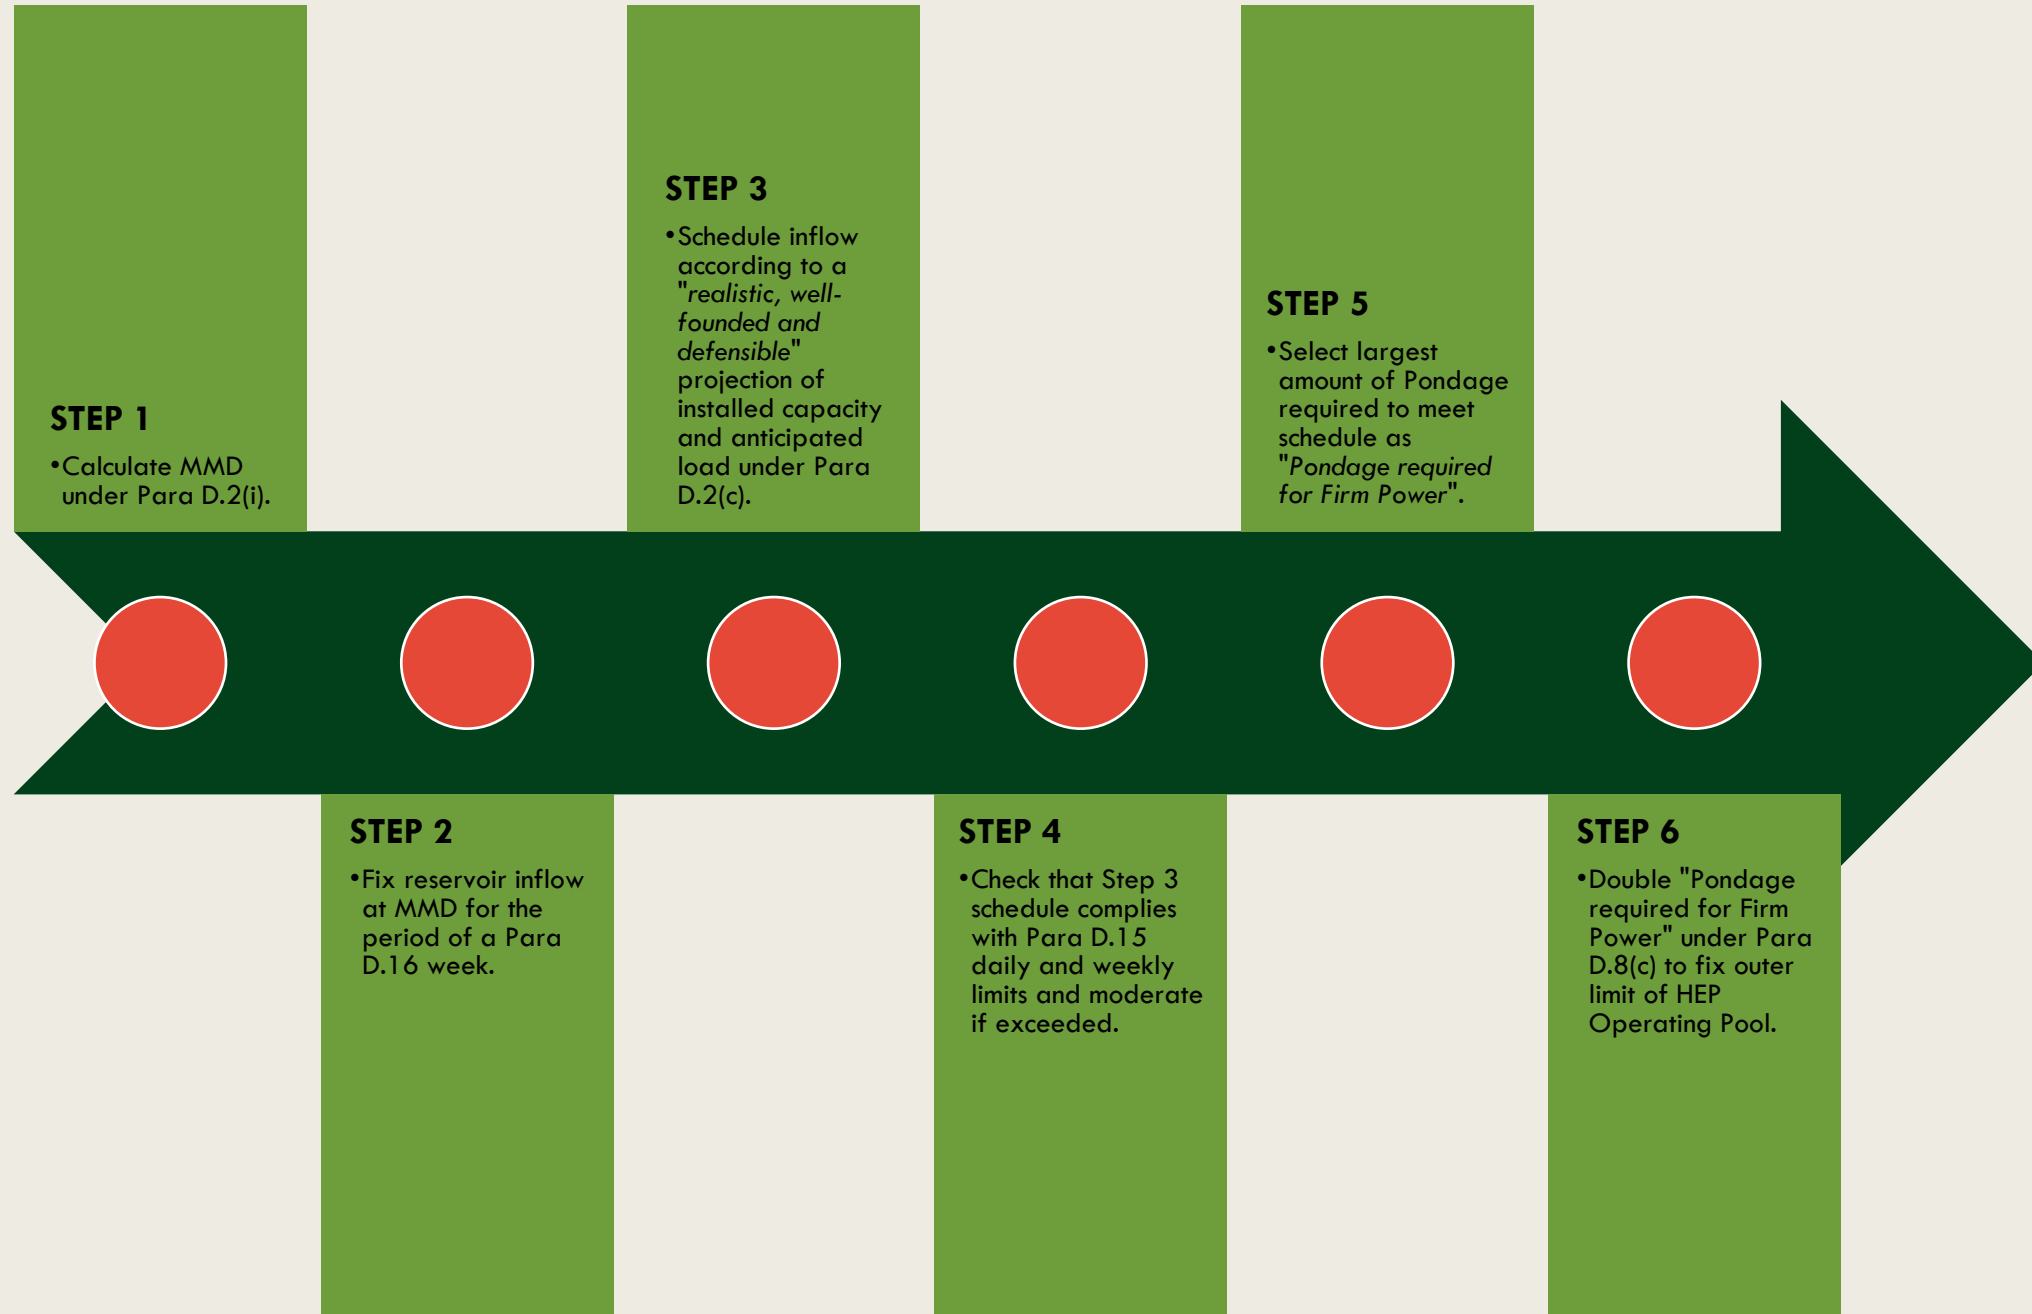 STEP 1
•Calculate MMD
under Para D.2(i).
STEP 2
•Fix reservoir inflow
at MMD for the
period of a Para
D.16 week.
STEP 3
•Schedule inflow
according to a
"realistic, well-
founded and
defensible"
projection of
installed capacity
and anticipated
load under Para
D.2(c).
STEP 4
•Check that Step 3
schedule complies
with Para D.15
daily and weekly
limits and moderate
if exceeded.
STEP 5
•Select largest
amount of Pondage
required to meet
schedule as
"Pondage required
for Firm Power".
STEP 6
•Double "Pondage
required for Firm
Power" under Para
D.8(c) to fix outer
limit of HEP
Operating Pool.